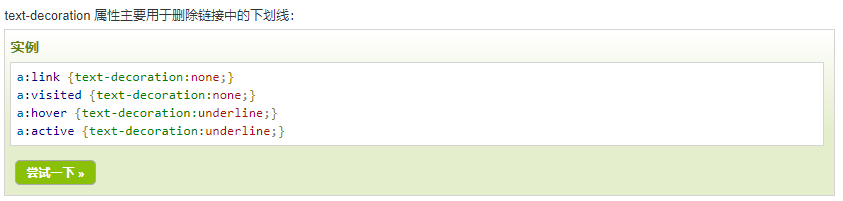 text-decoration 属性主要用于删除链接中的下划线：
实例
a:link {text-decoration:none;}
a:visited {text-decoration:none;}
a:hover {text-decoration:underline;}
a:active {text-decoration:underline;}
尝试一下 »